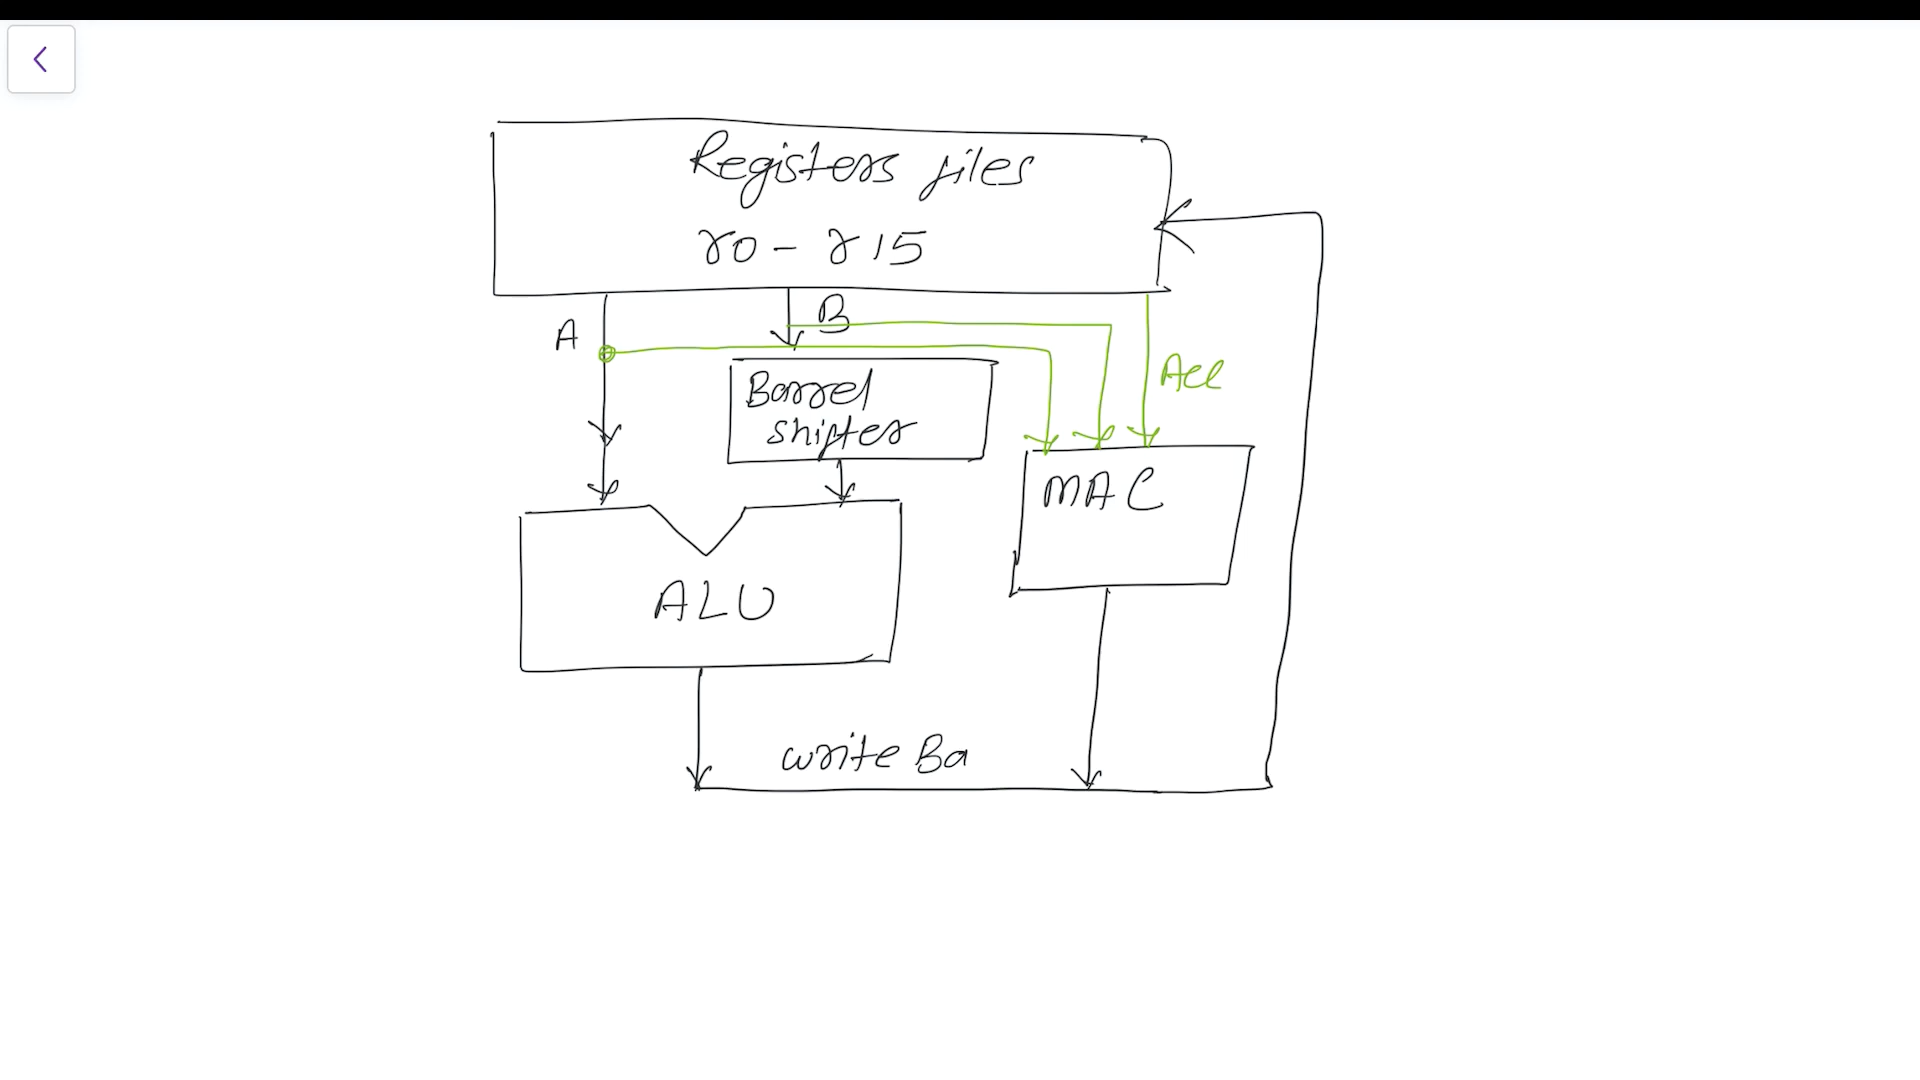 Registers files
r0 - r15
A
B
Acc
Barrel
shifter
MAC
ALU
write Ba